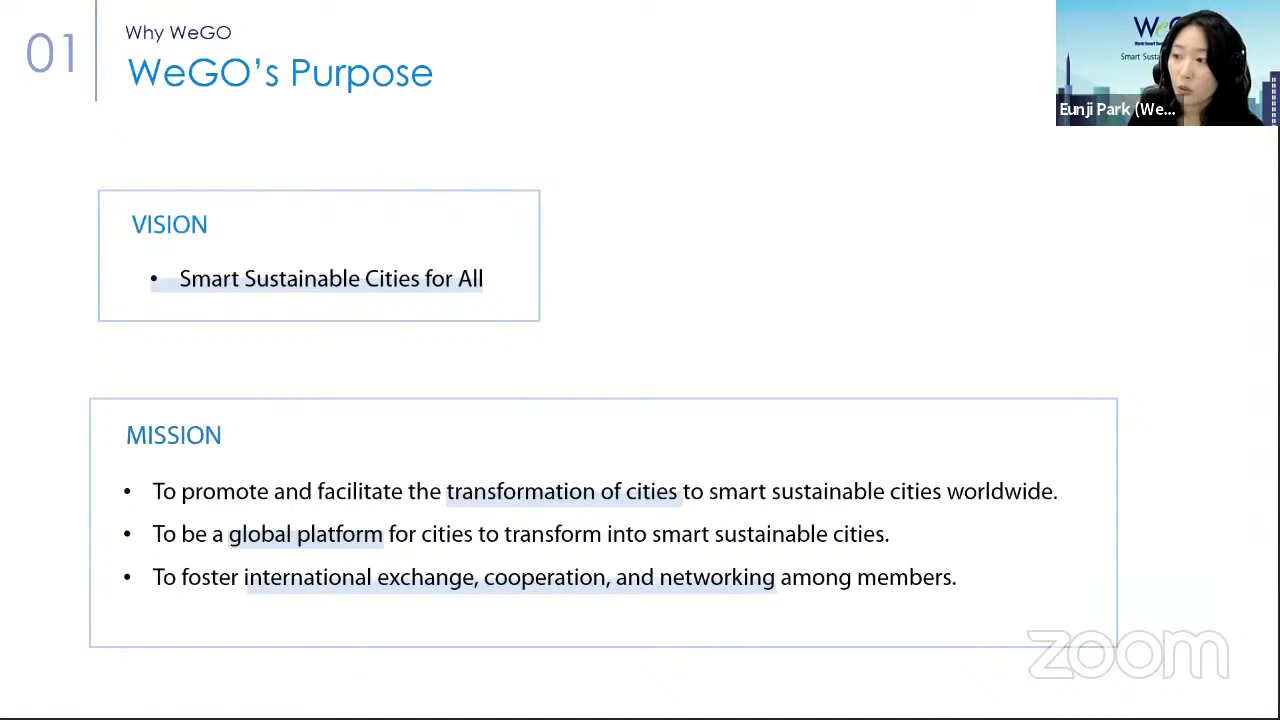 01
Why WeGO
WeGO's Purpose
Smart Susta
Eunji Park (We...
VISION
• Smart Sustainable Cities for All
MISSION
• To promote and facilitate the transformation of cities to smart sustainable cities worldwide.
• To be a global platform for cities to transform into smart sustainable cities.
• To foster international exchange, cooperation, and networking among members.
zoom